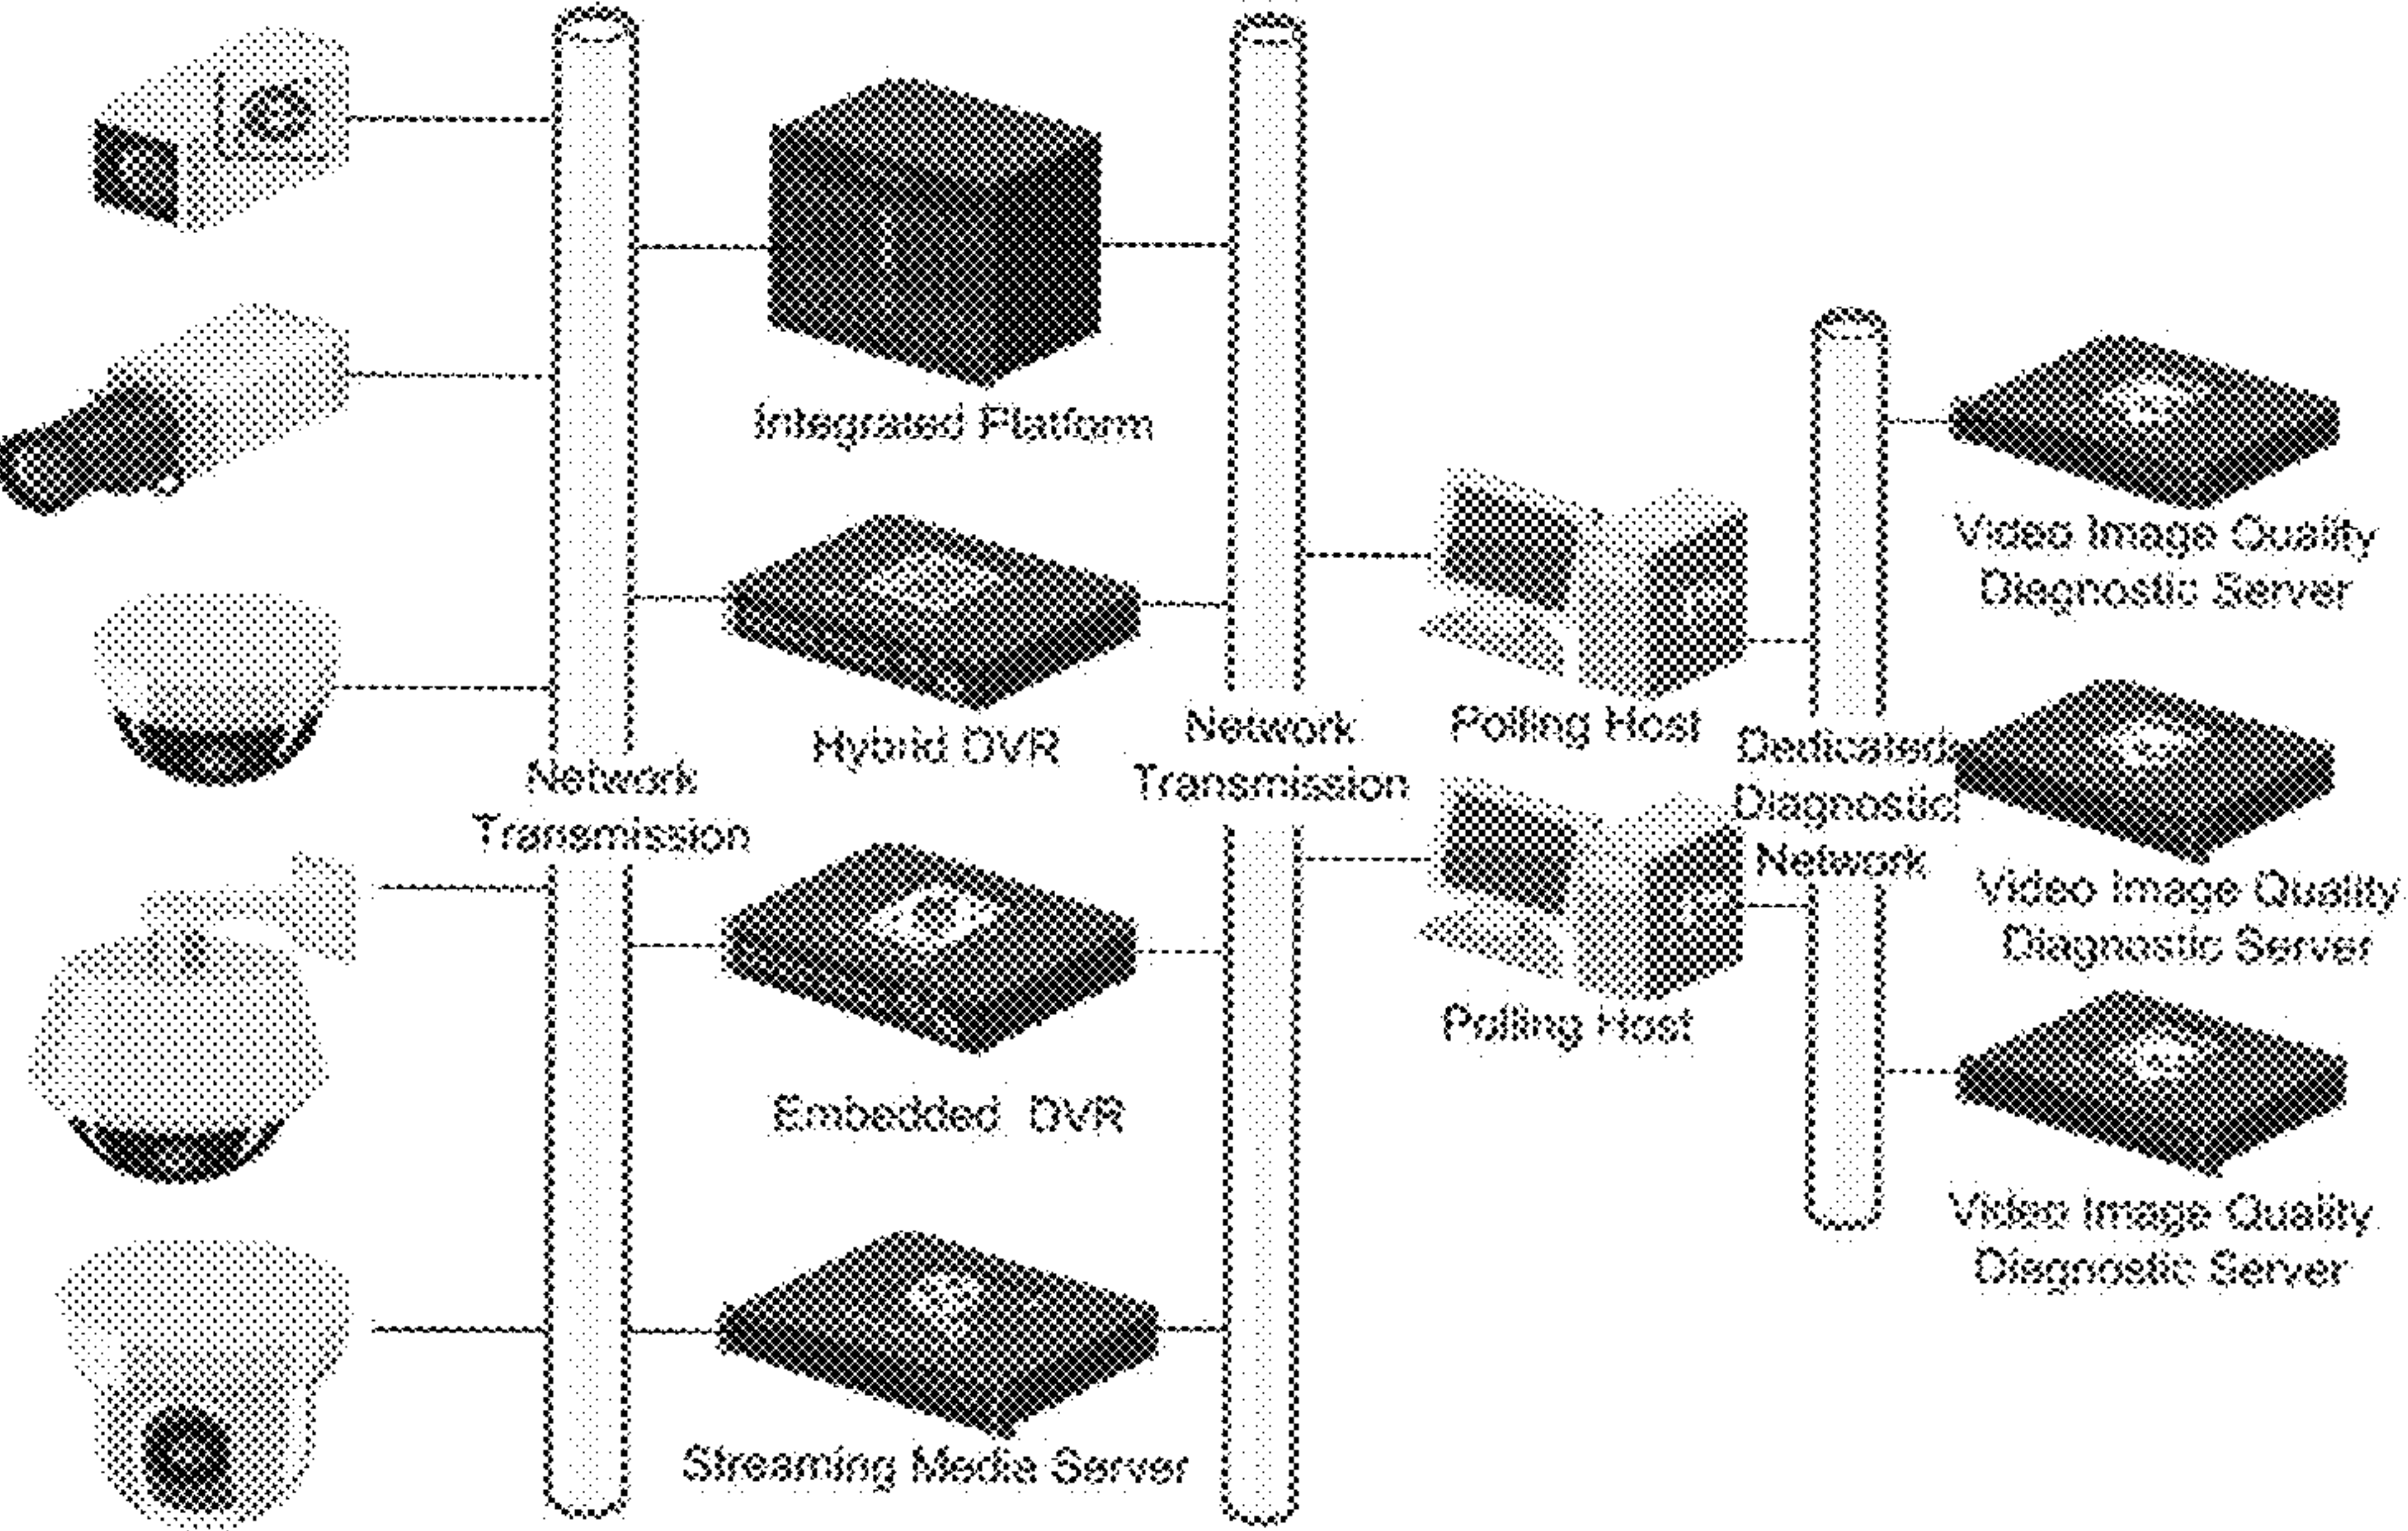 Integrated Platform
Hybrid DVR
Network
Transmission
Embedded DVR
Streaming Media Server
Network
Transmission
Polling Host
Polling Host
Dedicated
Diagnostic
Network
Video Image Quality
Diagnostic Server
Video Image Quality
Diagnostic Server
Video Image Quality
Diagnostic Server